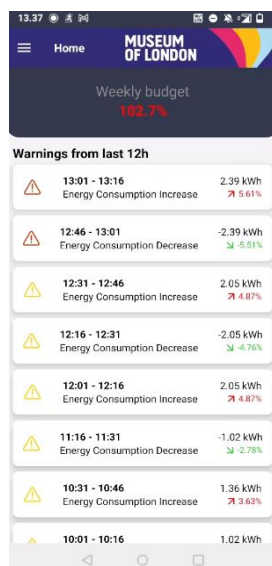 13.37
Home
MUSEUM
OF LONDON
Weekly budget
102.7%
Warnings from last 12h
13:01 - 13:16 2.39 kWh
Energy Consumption Increase 5.61%
12:46 - 13:01 -2.39 kWh
Energy Consumption Decrease -5.51%
12:31 - 12:46 2.05 kWh
Energy Consumption Increase 4.87%
12:16 - 12:31 -2.05 kWh
Energy Consumption Decrease -4.76%
12:01 - 12:16 2.05 kWh
Energy Consumption Increase 4.87%
11:16 - 11:31 -1.02 kWh
Energy Consumption Decrease -2.78%
10:31 - 10:46 1.36 kWh
Energy Consumption Increase 3.63%
10:01 - 10:16 1.02 kWh